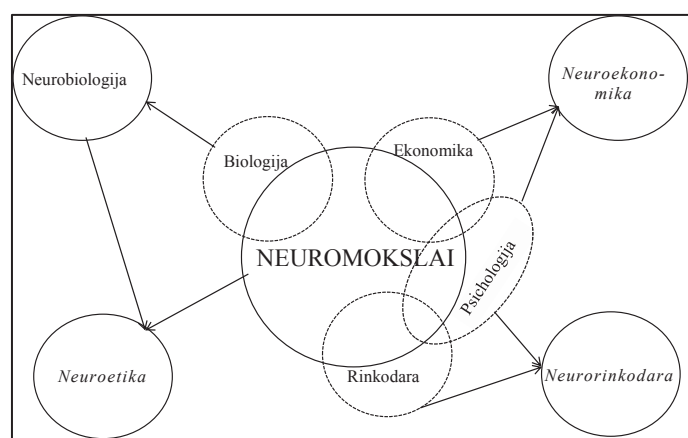 Neurobiologija
Neuroekono-
mika
Biologija
Ekonomika
NEUROMOKSLAI
Psichologija
Neuroetika
Rinkodara
Neurorinkodara